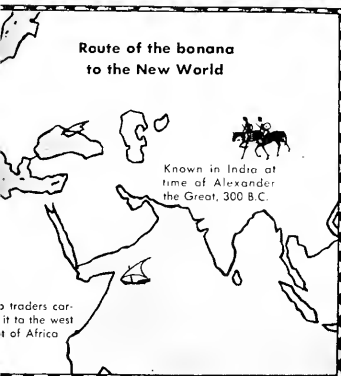 Route of the banana
to the New World
Known in India at
time of Alexander
the Great, 300 B.C.
b traders car-
it to the west
t of Africa